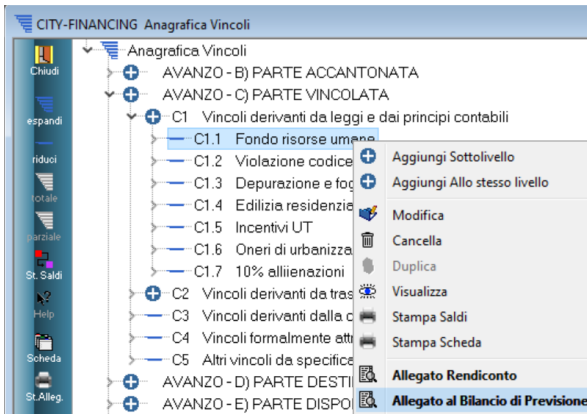 CITY-FINANCING Anagrafica Vincoli
Chiudi
espandi
riduci
totale
parziale
St. Saldi
Help
Scheda
St.Alleg.
Anagrafica Vincoli
AVANZO - B) PARTE ACCANTONATA
AVANZO - C) PARTE VINCOLATA
C1 Vincoli derivanti da leggi e dai principi contabili
C1.1 Fondo risorse umane
C1.2 Violazione codice
C1.3 Depurazione e fog
C1.4 Edilizia residenzia
C1.5 Incentivi UT
C1.6 Oneri di urbanizza
C1.7 10% alliienazioni
C2 Vincoli derivanti da tras
C3 Vincoli derivanti dalla c
C4 Vincoli formalmente attr
C5 Altri vincoli da specifica
AVANZO - D) PARTE DESTI
AVANZO - E) PARTE DISPO
Aggiungi Sottolivello
Aggiungi Allo stesso livello
Modifica
Cancella
Duplica
Visualizza
Stampa Saldi
Stampa Scheda
Allegato Rendiconto
Allegato al Bilancio di Previsione